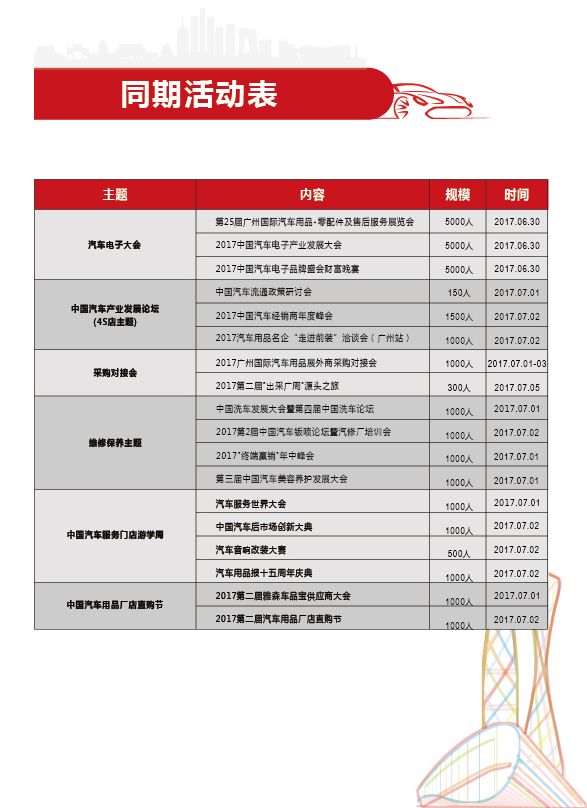 同期活动表
主题 内容 规模 时间
汽车电子大会
第25届广州国际汽车用品·零配件及售后服务展览会 5000人 2017.06.30
2017中国汽车电子产业发展大会 5000人 2017.06.30
2017中国汽车电子品牌盛会财富晚宴 5000人 2017.06.30
中国汽车产业发展论坛
(4S店主题)
中国汽车流通政策研讨会 150人 2017.07.01
2017中国汽车经销商年度峰会 1500人 2017.07.02
2017汽车用品名企“走进前装”洽谈会（广州站） 1000人 2017.07.02
采购对接会
2017广州国际汽车用品展外商采购对接会 1000人 2017.07.01-03
2017第二届"出采广周"源头之旅 300人 2017.07.05
维修保养主题
中国洗车发展大会暨第四届中国洗车论坛 1000人 2017.07.01
2017第2届中国汽车钣喷论坛暨汽修厂培训会 1000人 2017.07.02
2017"终端赢销"年中峰会 1000人 2017.07.01
第三届中国汽车美容养护发展大会 1000人 2017.07.01
中国汽车服务门店游学周
汽车服务世界大会 1000人 2017.07.01
中国汽车后市场创新大典 1000人 2017.07.02
汽车音响改装大赛 500人 2017.07.02
汽车用品报十五周年庆典 1000人 2017.07.02
中国汽车用品厂店直购节
2017第二届雅森车品宝供应商大会 1000人 2017.07.01
2017第二届汽车用品厂店直购节 1000人 2017.07.02